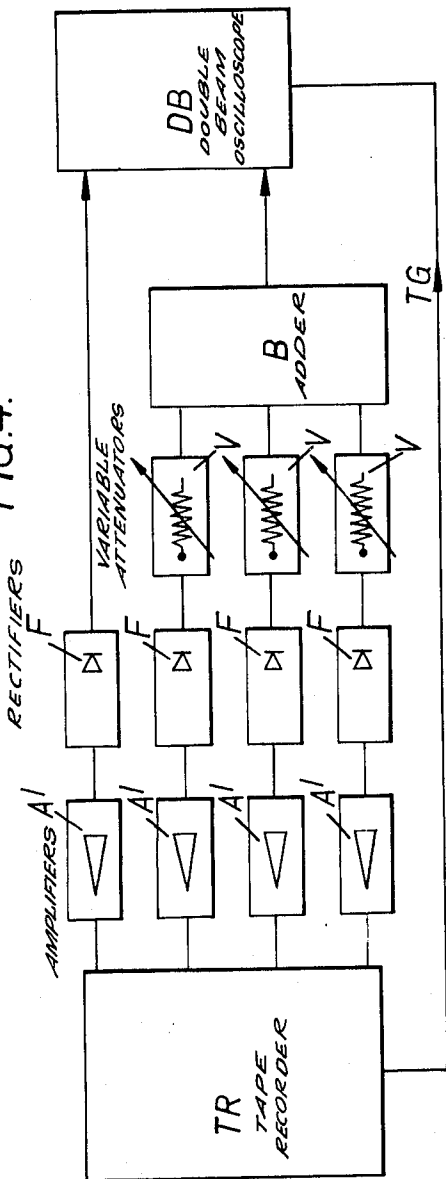 FIG.4.
RECTIFIERS
AMPLIFIERS
VARIABLE
ATTENUATORS
A'
A'
A'
A'
F
F
F
F
V
V
V
TR
TAPE
RECORDER
B
ADDER
DB
DOUBLE
BEAM
OSCILLOSCOPE
TG